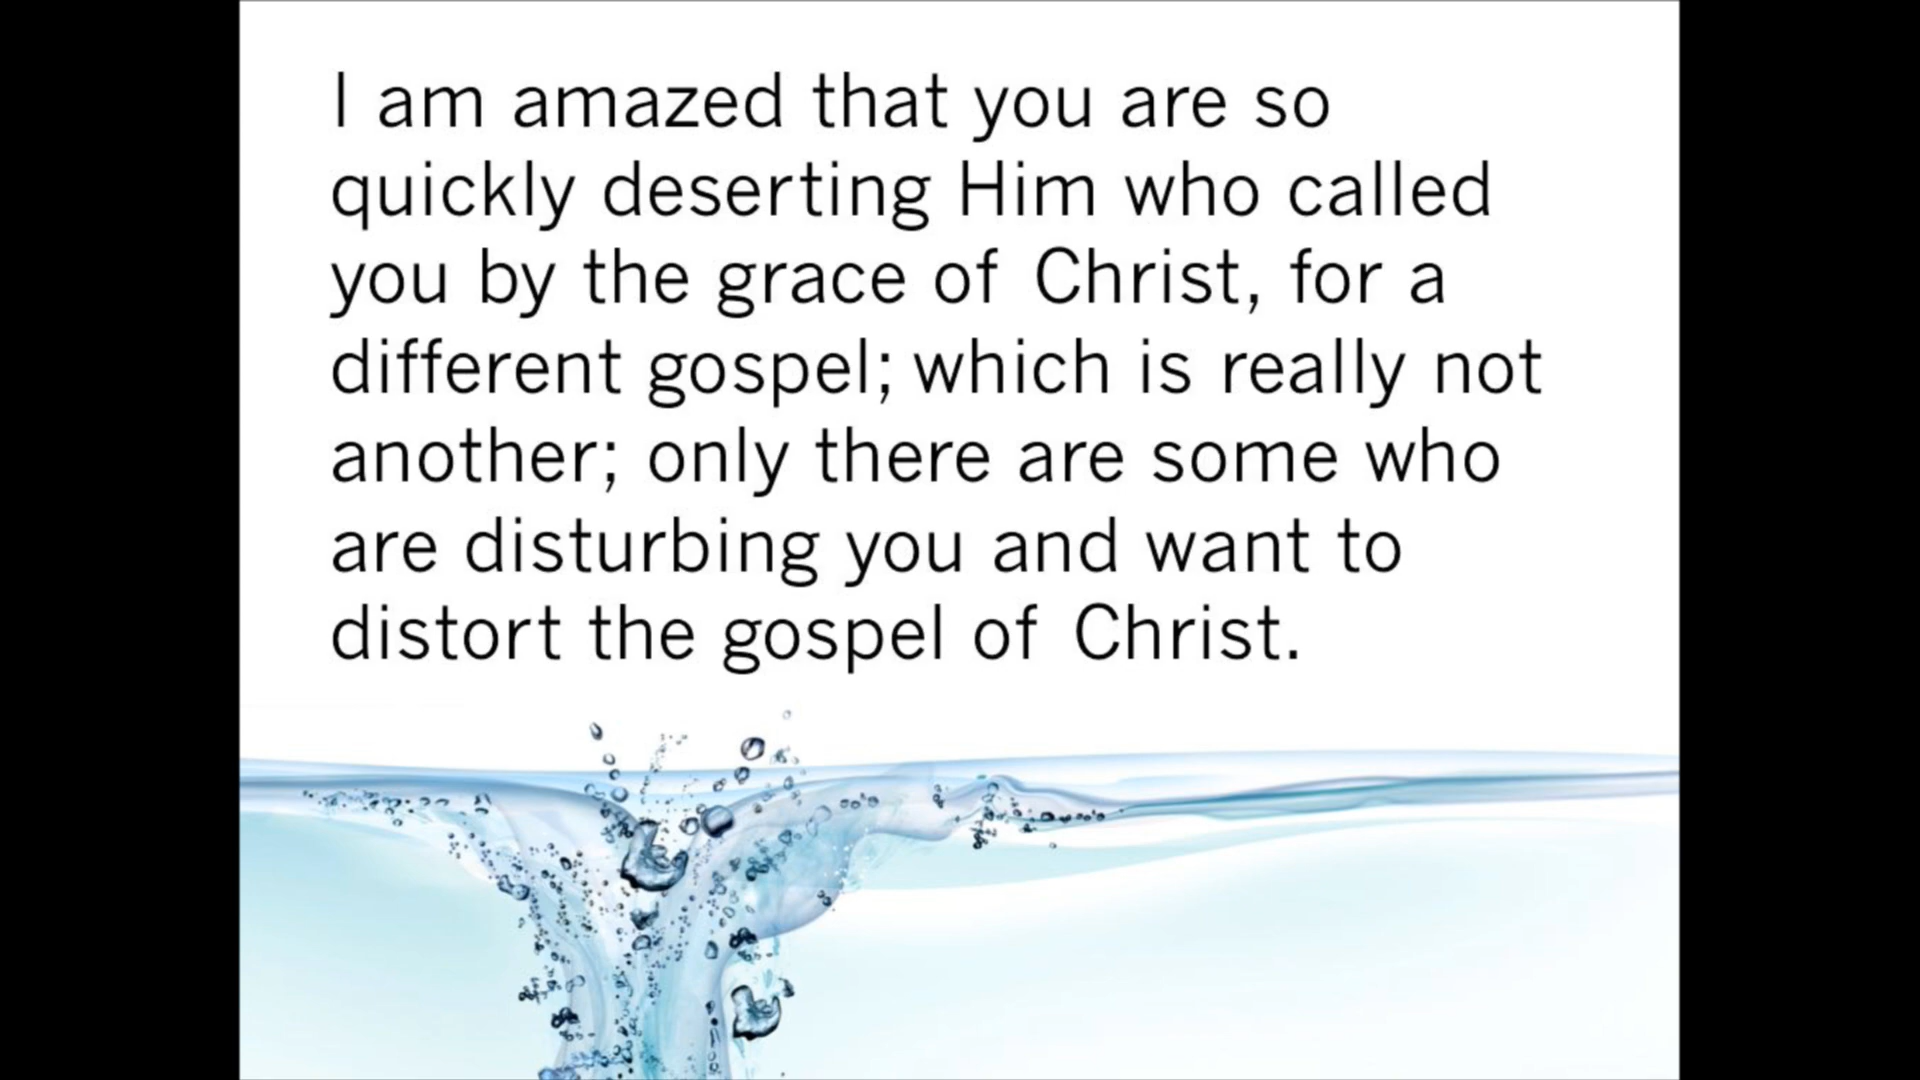 I am amazed that you are so
quickly deserting Him who called
you by the grace of Christ, for a
different gospel; which is really not
another; only there are some who
are disturbing you and want to
distort the gospel of Christ.